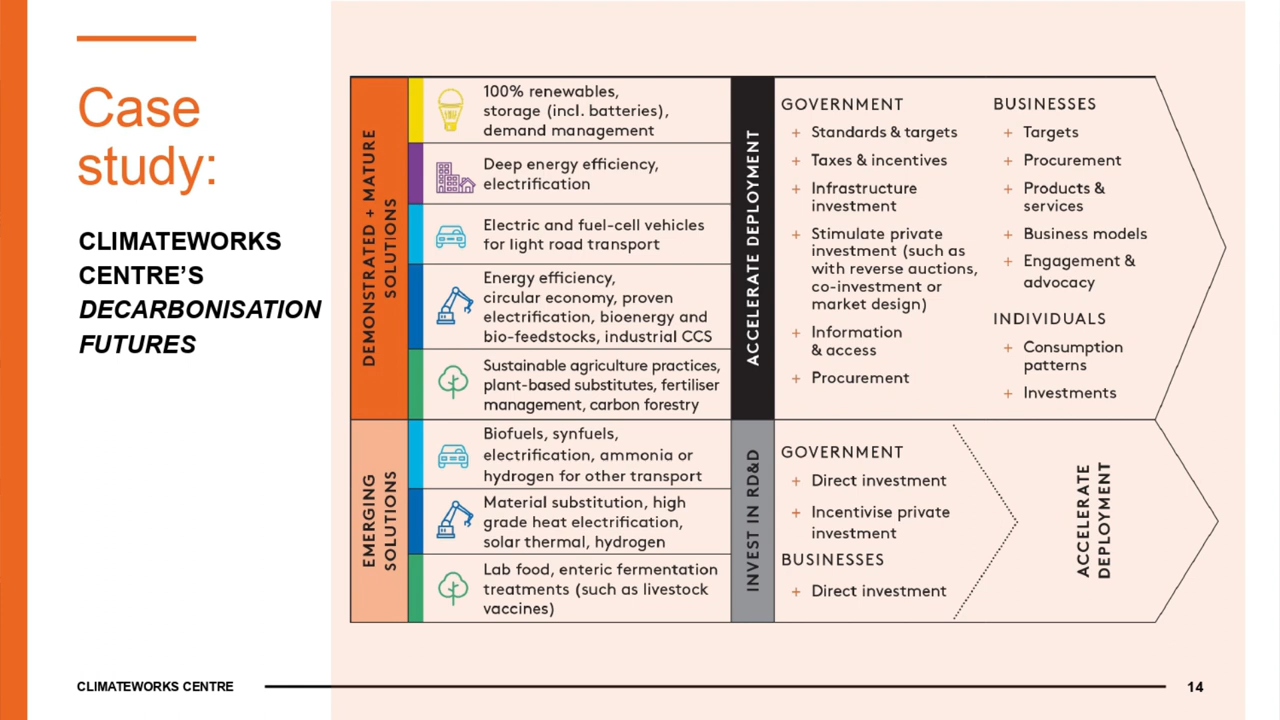 Case
study:
CLIMATEWORKS
CENTRE'S
DECARBONISATION
FUTURES
DEMONSTRATED + MATURE
SOLUTIONS
100% renewables,
storage (incl. batteries),
demand management
Deep energy efficiency,
electrification
Electric and fuel-cell vehicles
for light road transport
Energy efficiency,
circular economy, proven
electrification, bioenergy and
bio-feedstocks, industrial CCS
Sustainable agriculture practices,
plant-based substitutes, fertiliser
management, carbon forestry
ACCELERATE DEPLOYMENT
GOVERNMENT
+ Standards & targets
+ Taxes & incentives
+ Infrastructure
investment
+ Stimulate private
investment (such as
with reverse auctions,
co-investment or
market design)
+ Information
& access
+ Procurement
BUSINESSES
+ Targets
+ Procurement
+ Products &
services
+ Business models
+ Engagement &
advocacy
INDIVIDUALS
+ Consumption
patterns
+ Investments
EMERGING
SOLUTIONS
Biofuels, synfuels,
electrification, ammonia or
hydrogen for other transport
Material substitution, high
grade heat electrification,
solar thermal, hydrogen
Lab food, enteric fermentation
treatments (such as livestock
vaccines)
INVEST IN RD&D
GOVERNMENT
+ Direct investment
+ Incentivise private
investment
BUSINESSES
+ Direct investment
ACCELERATE
DEPLOYMENT
CLIMATEWORKS CENTRE
14